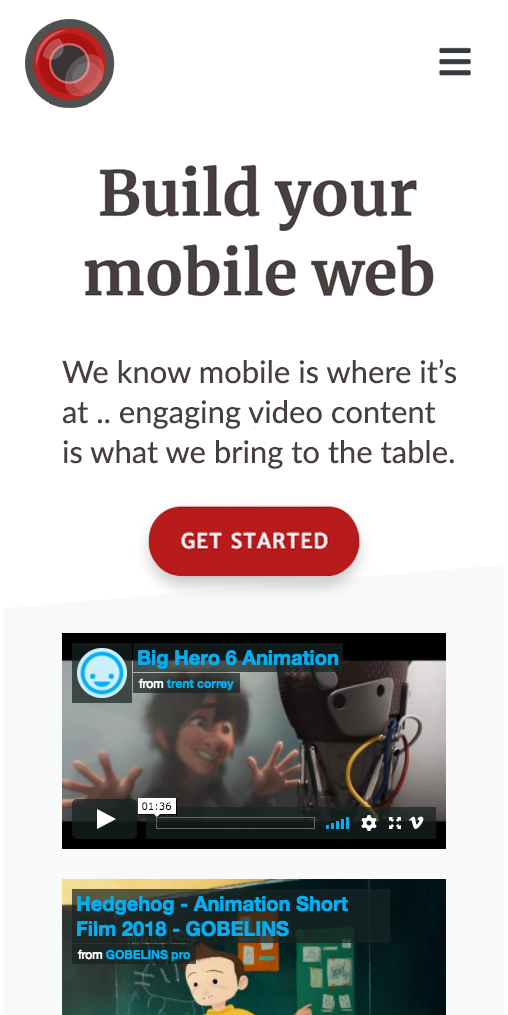 Build your
mobile web
We know mobile is where it’s
at .. engaging video content
is what we bring to the table.
GET STARTED
Big Hero 6 Animation
from trent correy
01:36
Hedgehog - Animation Short
Film 2018 - GOBELINS
from GOBELINS pro